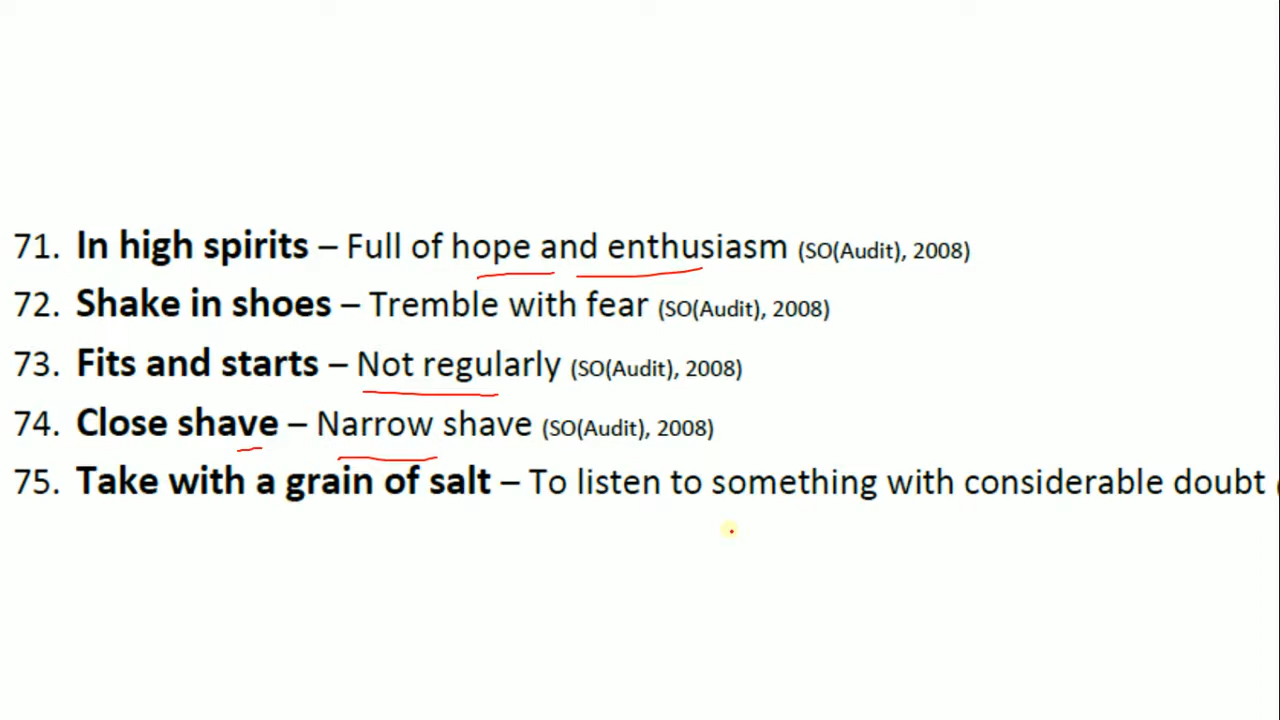 71. In high spirits – Full of hope and enthusiasm (SO(Audit), 2008)
72. Shake in shoes – Tremble with fear (SO(Audit), 2008)
73. Fits and starts – Not regularly (SO(Audit), 2008)
74. Close shave – Narrow shave (SO(Audit), 2008)
75. Take with a grain of salt – To listen to something with considerable doubt (